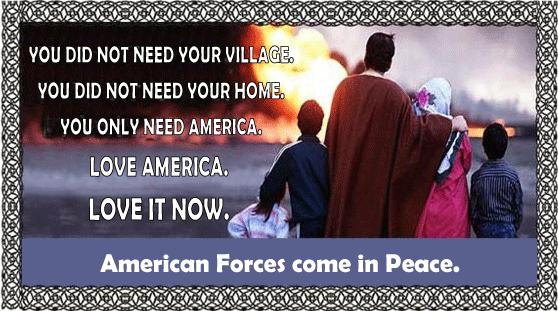 YOU DID NOT NEED YOUR VILLAGE.
YOU DID NOT NEED YOUR HOME.
YOU ONLY NEED AMERICA.
LOVE AMERICA.
LOVE IT NOW.
American Forces come in Peace.